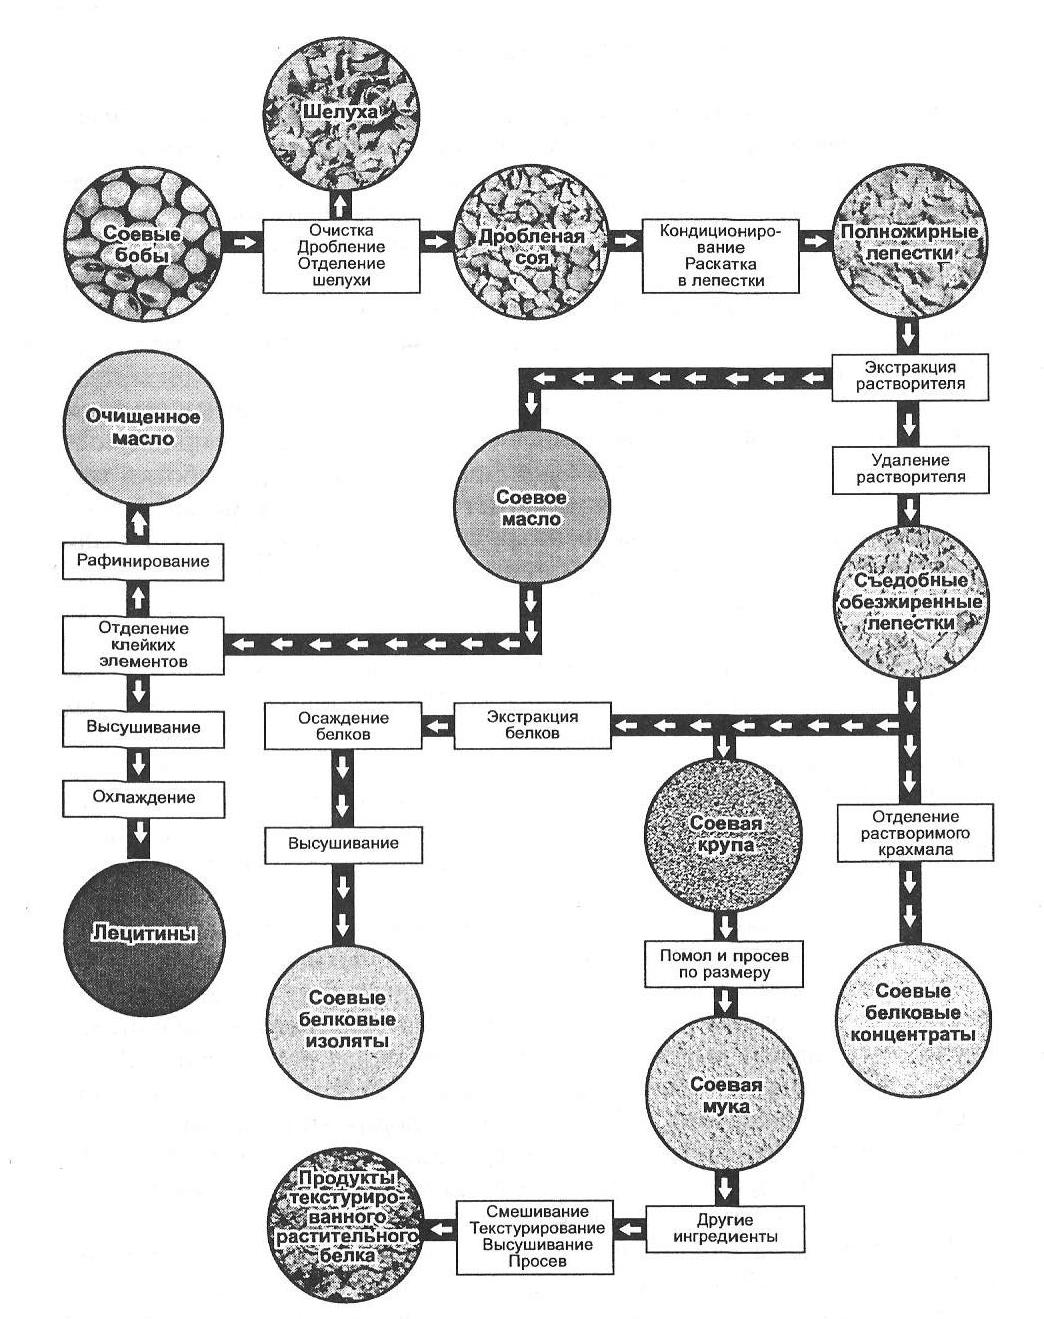 Шелуха
Соевые
бобы
Очистка
Дробление
Отделение
шелухи
Дробленая
соя
Кондициониро-
вание
Раскатка
в лепестки
Полножирные
лепестки
Экстракция
растворителя
Удаление
растворителя
Очищенное
масло
Соевое
масло
Рафинирование
Съедобные
обезжиренные
лепестки
Отделение
клейких
элементов
Высушивание
Охлаждение
Лецитины
Осаждение
белков
Экстракция
белков
Высушивание
Соевые
белковые
изоляты
Соевая
крупа
Отделение
растворимого
крахмала
Помол и просев
по размеру
Соевые
белковые
концентраты
Соевая
мука
Другие
ингредиенты
Смешивание
Текстурирование
Высушивание
Просев
Продукты
текстуриро-
ванного
растительного
белка